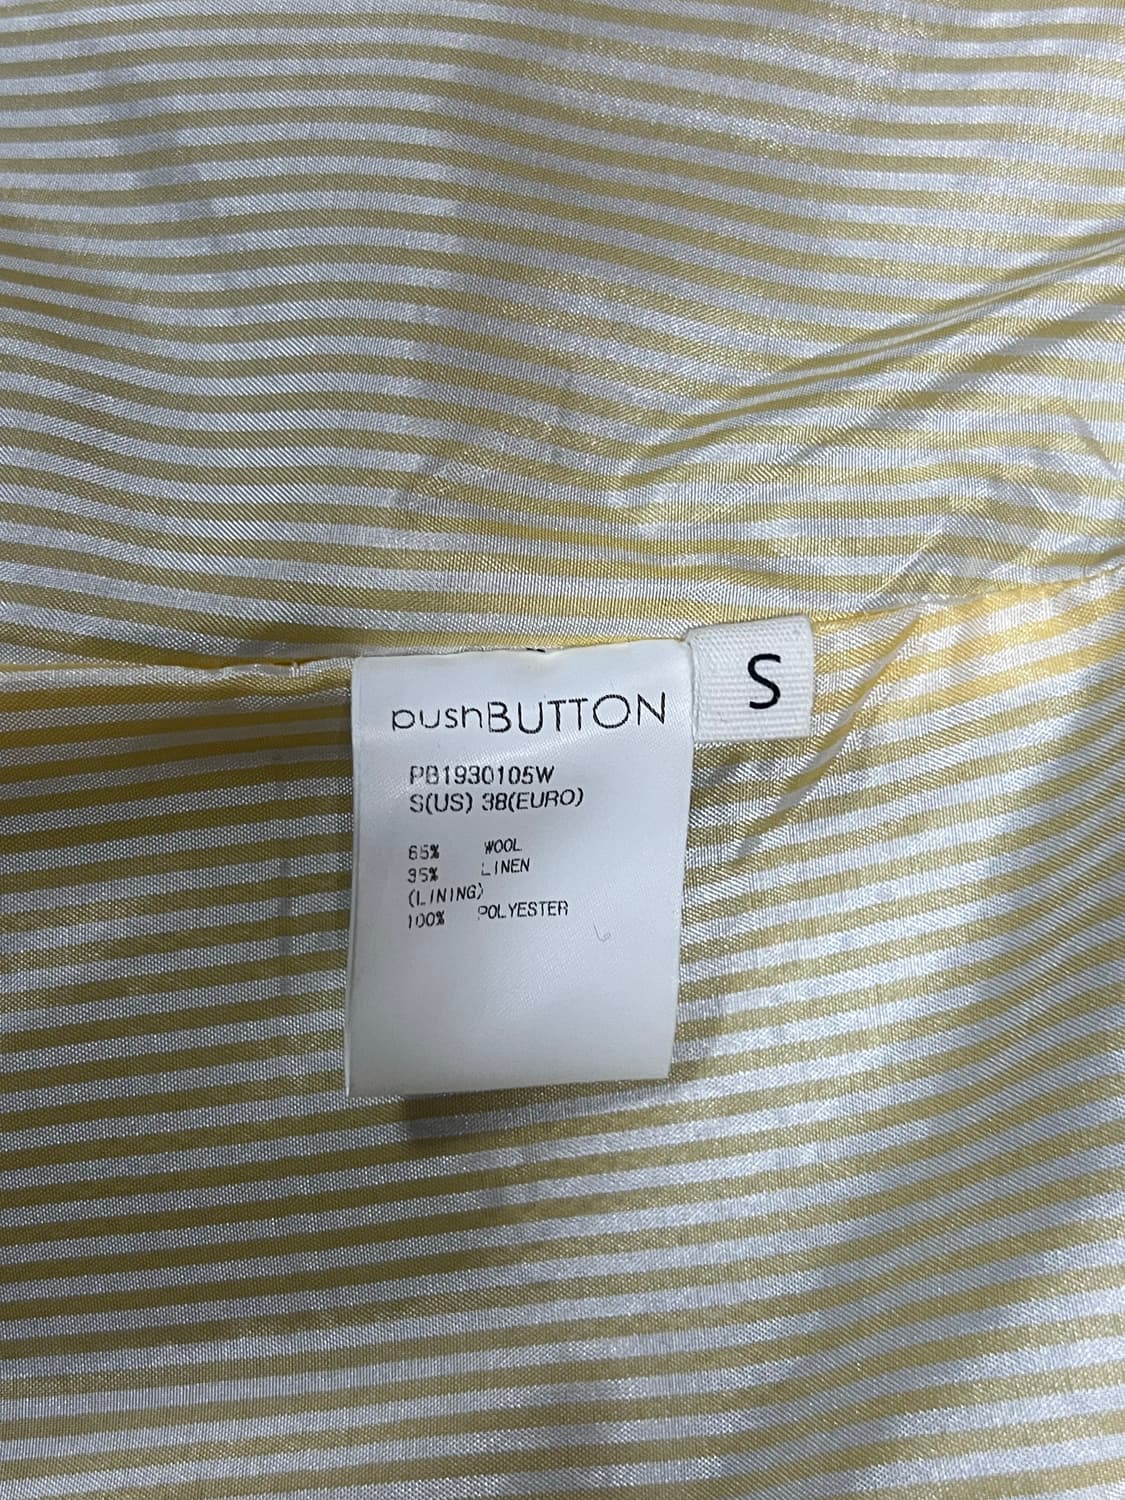 pushBUTTON
S
PB1930105W
S(US) 38(EURO)
65% WOOL
35% LINEN
(LINING)
100% POLYESTER